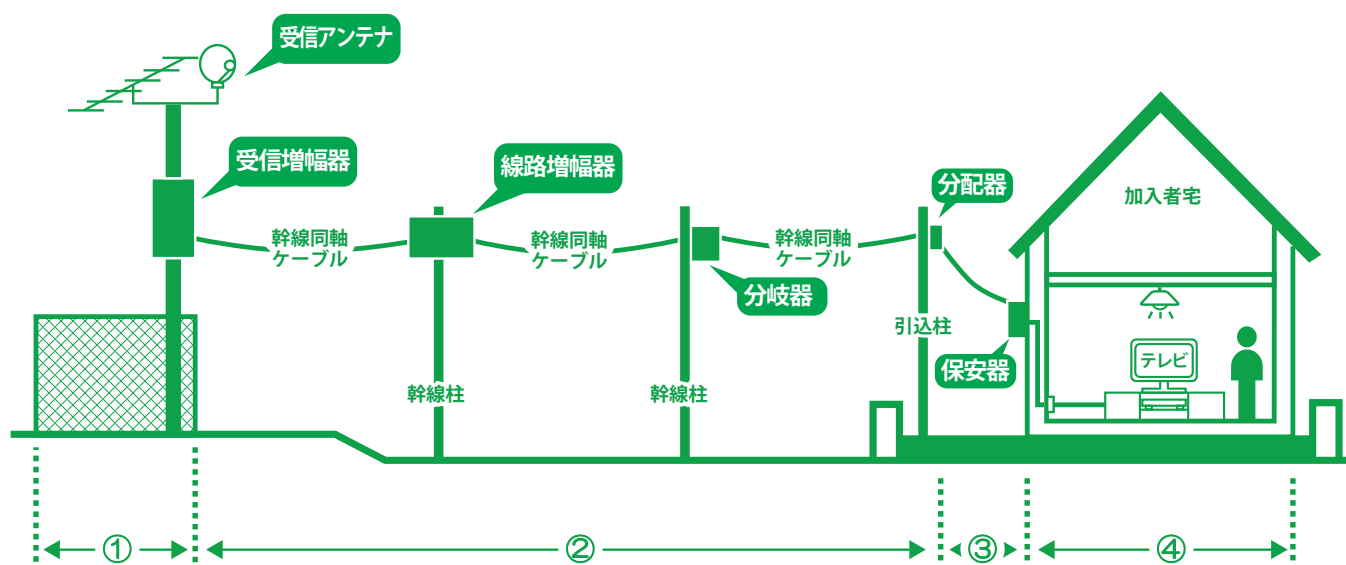 受信アンテナ
受信増幅器
線路増幅器
分配器
加入者宅
幹線同軸
ケーブル
幹線同軸
ケーブル
幹線同軸
ケーブル
分岐器
引込柱
保安器
テレビ
幹線柱
幹線柱
①
②
③
④